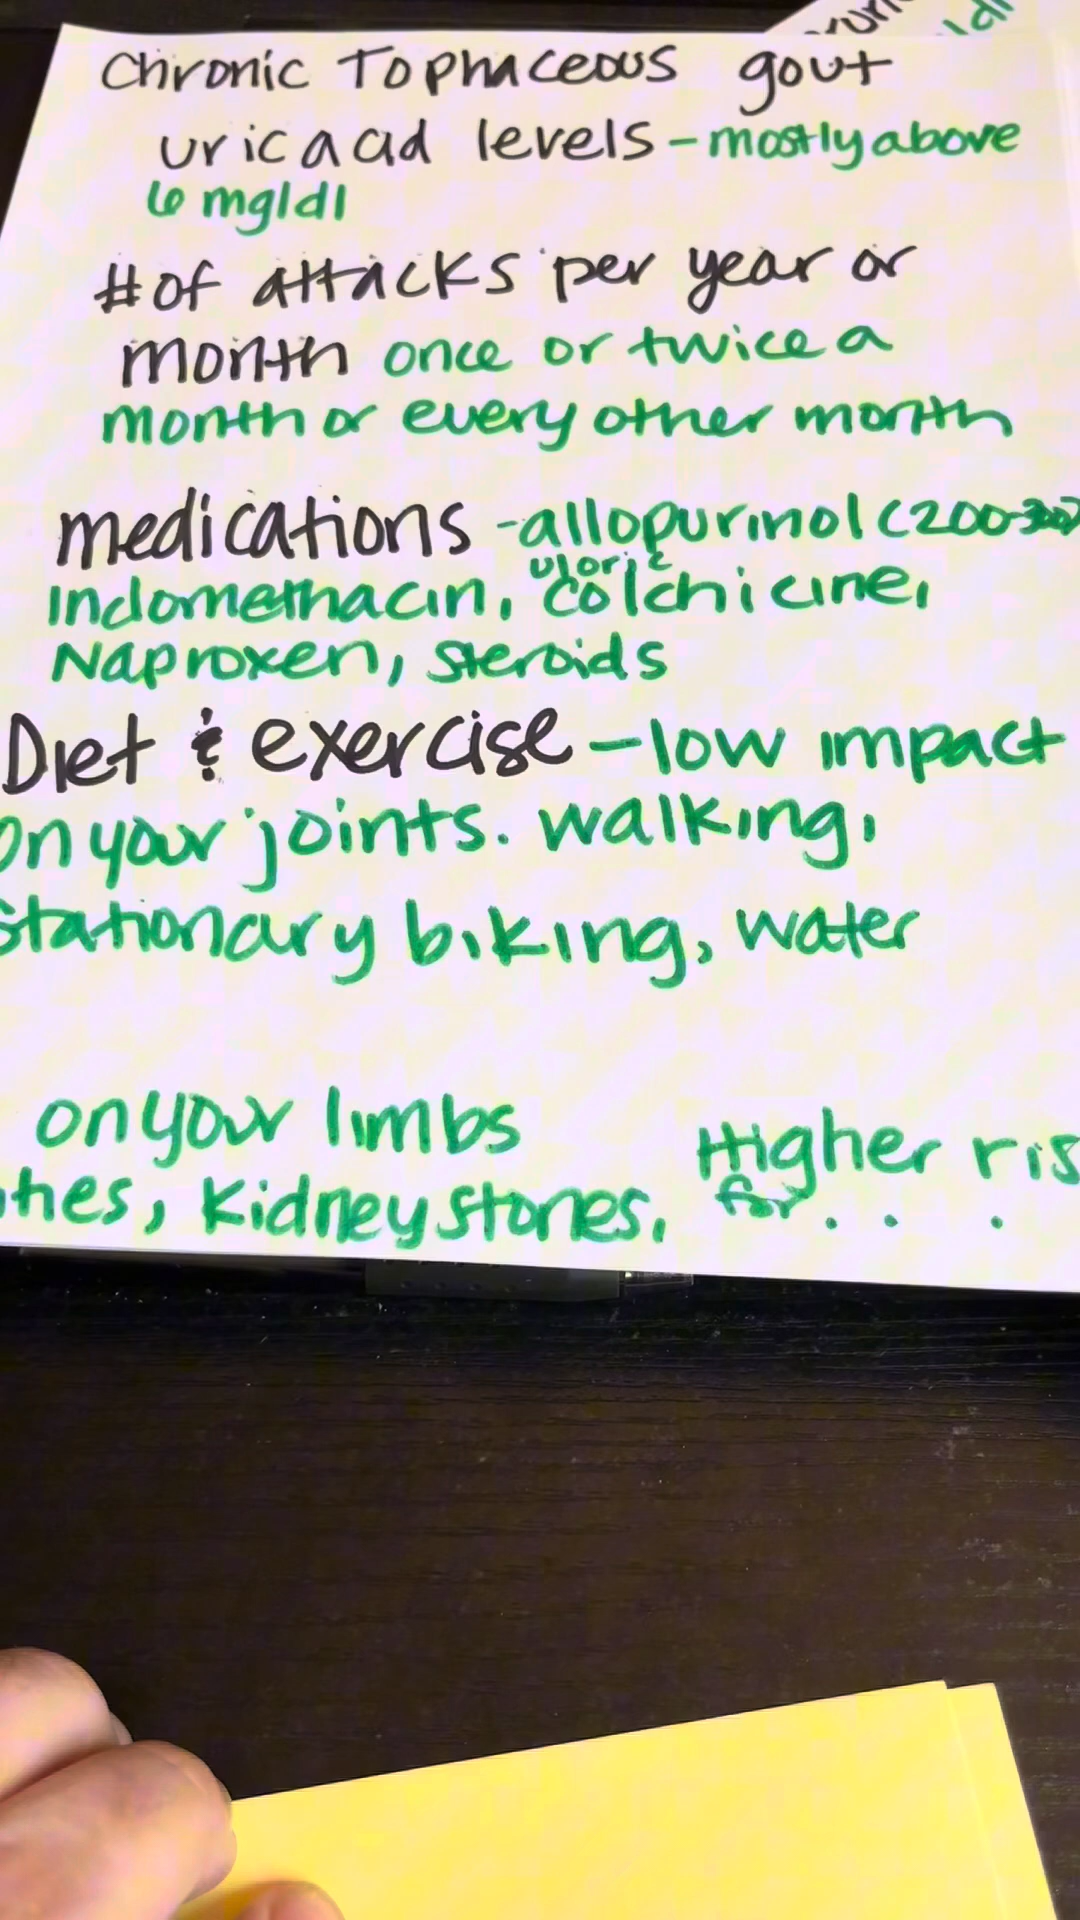 Chronic Tophaceous gout
uric acid levels - mostly above
6 mg/dl
# of attacks per year or
month once or twice a
month or every other month
medications - allopurinol (200-300)
Indomethacin, uloric colchicine,
Naproxen, steroids
Diet & exercise - low impact
on your joints. walking,
stationary biking, water
on your limbs
Higher ris
Kidney stones,
for . . .